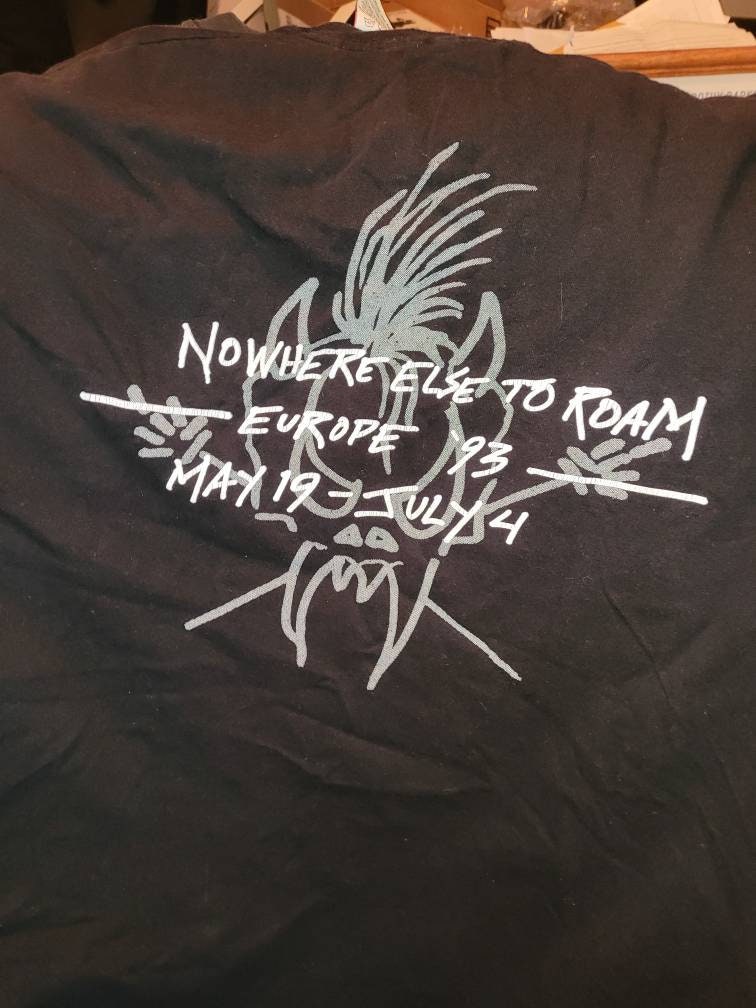 NOWHERE ELSE TO ROAM
EUROPE '93
MAY 19 - JULY 4